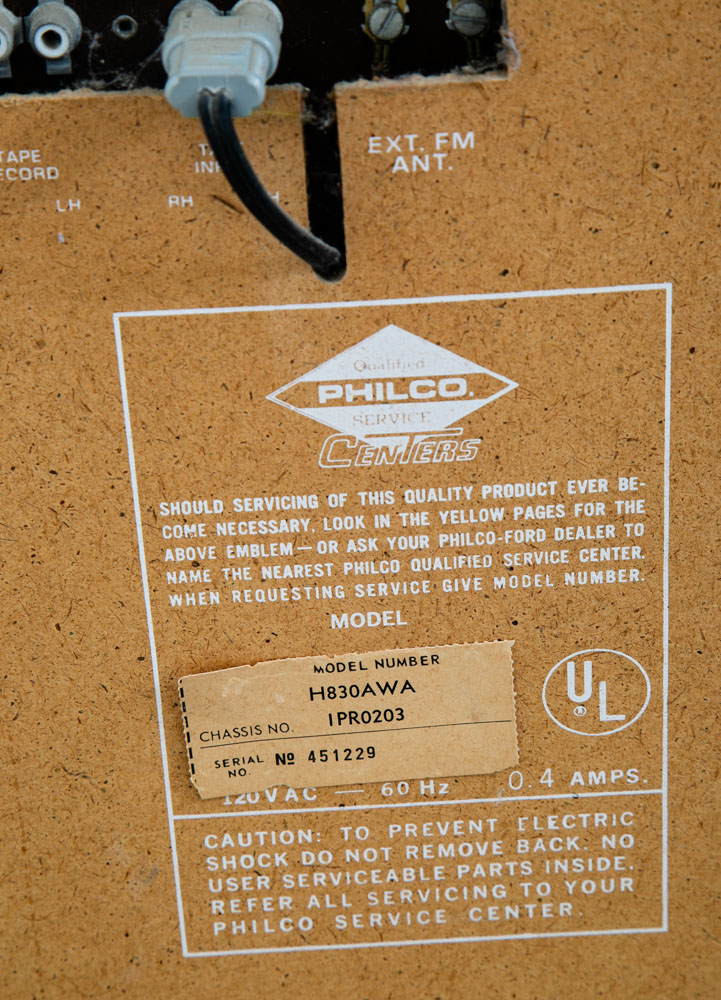 TAPE
RECORD
LH
RH
EXT. FM
ANT.
Qualified
PHILCO.
SERVICE
CENTERS
SHOULD SERVICING OF THIS QUALITY PRODUCT EVER BE-
COME NECESSARY, LOOK IN THE YELLOW PAGES FOR THE
ABOVE EMBLEM—OR ASK YOUR PHILCO-FORD DEALER TO
NAME THE NEAREST PHILCO QUALIFIED SERVICE CENTER.
WHEN REQUESTING SERVICE GIVE MODEL NUMBER.
MODEL
MODEL NUMBER
H830AWA
CHASSIS NO. 1PR0203
SERIAL NO. Nº 451229
UL ®
120VAC — 60 Hz 0.4 AMPS.
CAUTION: TO PREVENT ELECTRIC
SHOCK DO NOT REMOVE BACK. NO
USER SERVICEABLE PARTS INSIDE.
REFER ALL SERVICING TO YOUR
PHILCO SERVICE CENTER.